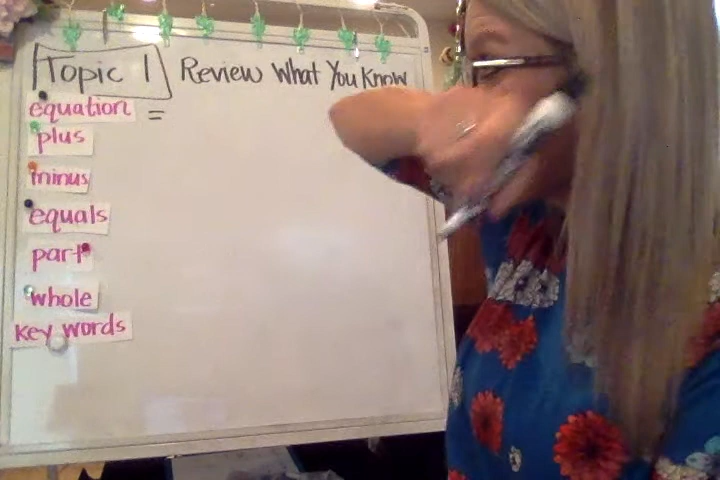 Topic 1 Review What You Know
equation =
plus
minus
equals
part
whole
key words